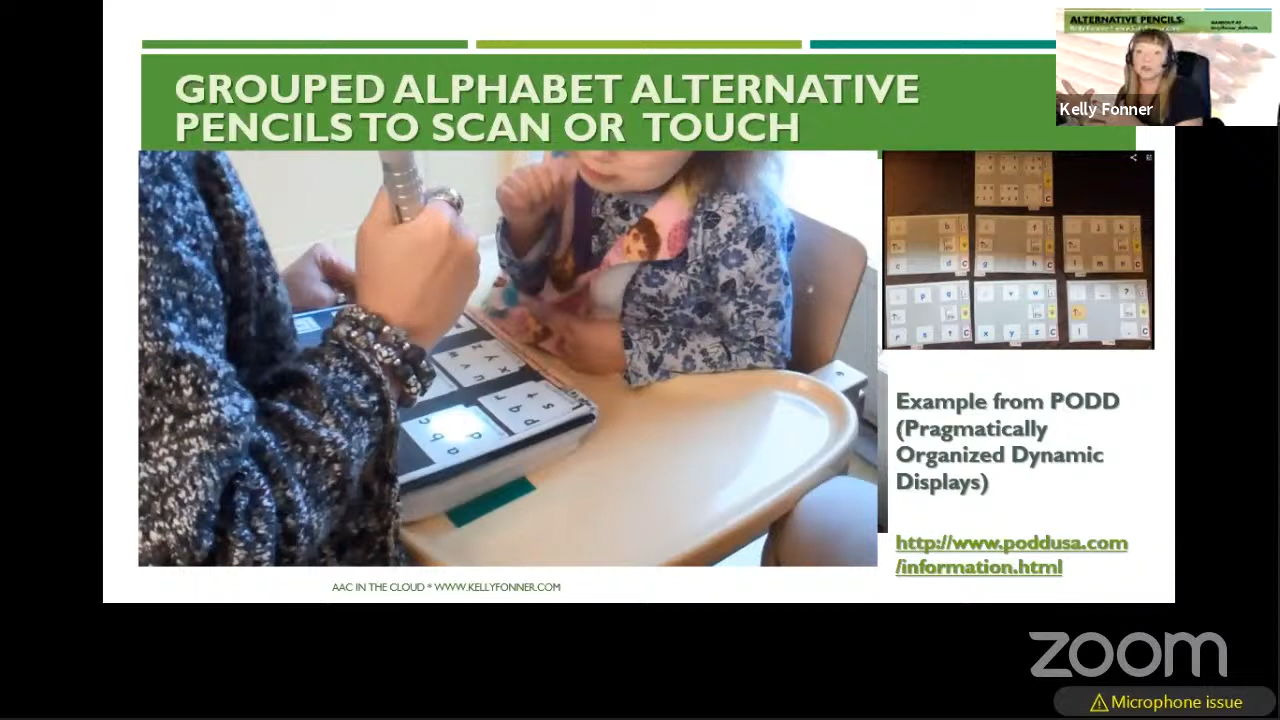 GROUPED ALPHABET ALTERNATIVE
PENCILS TO SCAN OR TOUCH
ALTERNATIVE PENCILS:
Kelly Fonner
Example from PODD
(Pragmatically
Organized Dynamic
Displays)
http://www.poddusa.com
/information.html
AAC IN THE CLOUD * WWW.KELLYFONNER.COM
b
f
j k
c d
g h
l m n
p q
v w
?
r s t
x y z
a b c d
p q r s t
u v w x y
zoom
Microphone issue